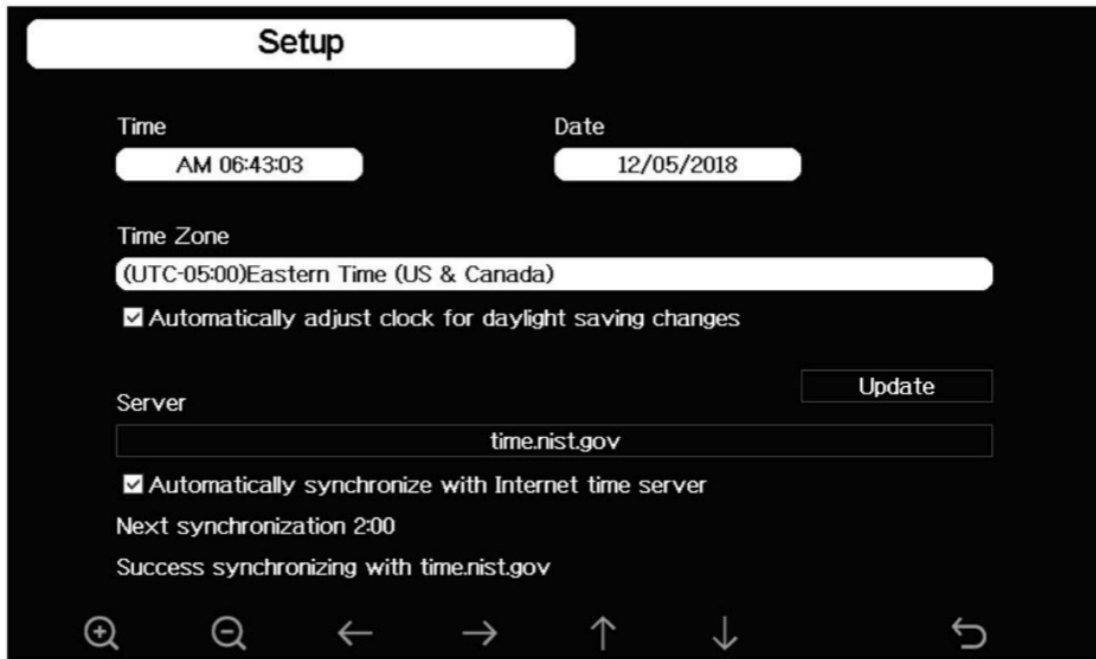 Setup
Time Date
AM 06:43:03 12/05/2018
Time Zone
(UTC-05:00)Eastern Time (US & Canada)
Automatically adjust clock for daylight saving changes
Update
Server
time.nist.gov
Automatically synchronize with Internet time server
Next synchronization 2:00
Success synchronizing with time.nist.gov